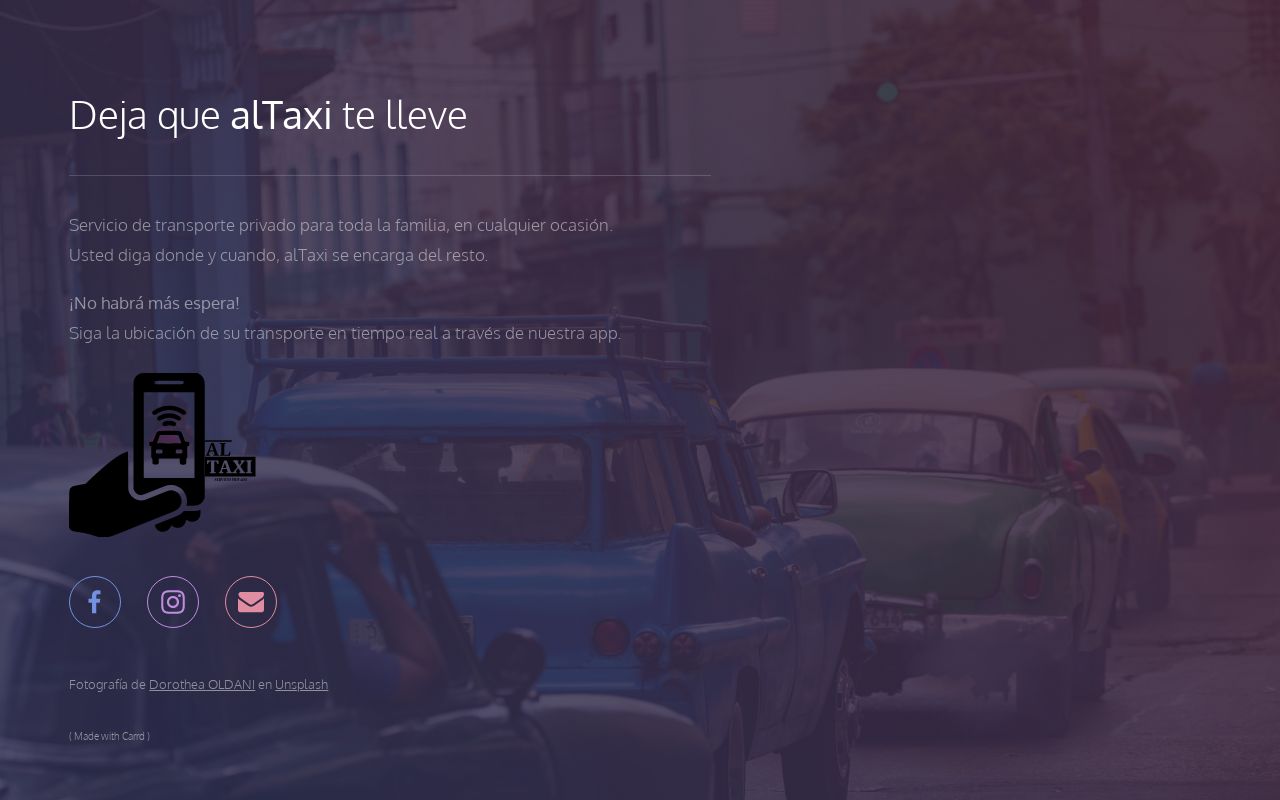 Deja que alTaxi te lleve
Servicio de transporte privado para toda la familia, en cualquier ocasión.
Usted diga donde y cuando, alTaxi se encarga del resto.
¡No habrá más espera!
Siga la ubicación de su transporte en tiempo real a través de nuestra app.
AL
TAXI
SERVICIO PRIVADO
Fotografía de Dorothea OLDANI en Unsplash
( Made with Carrd )